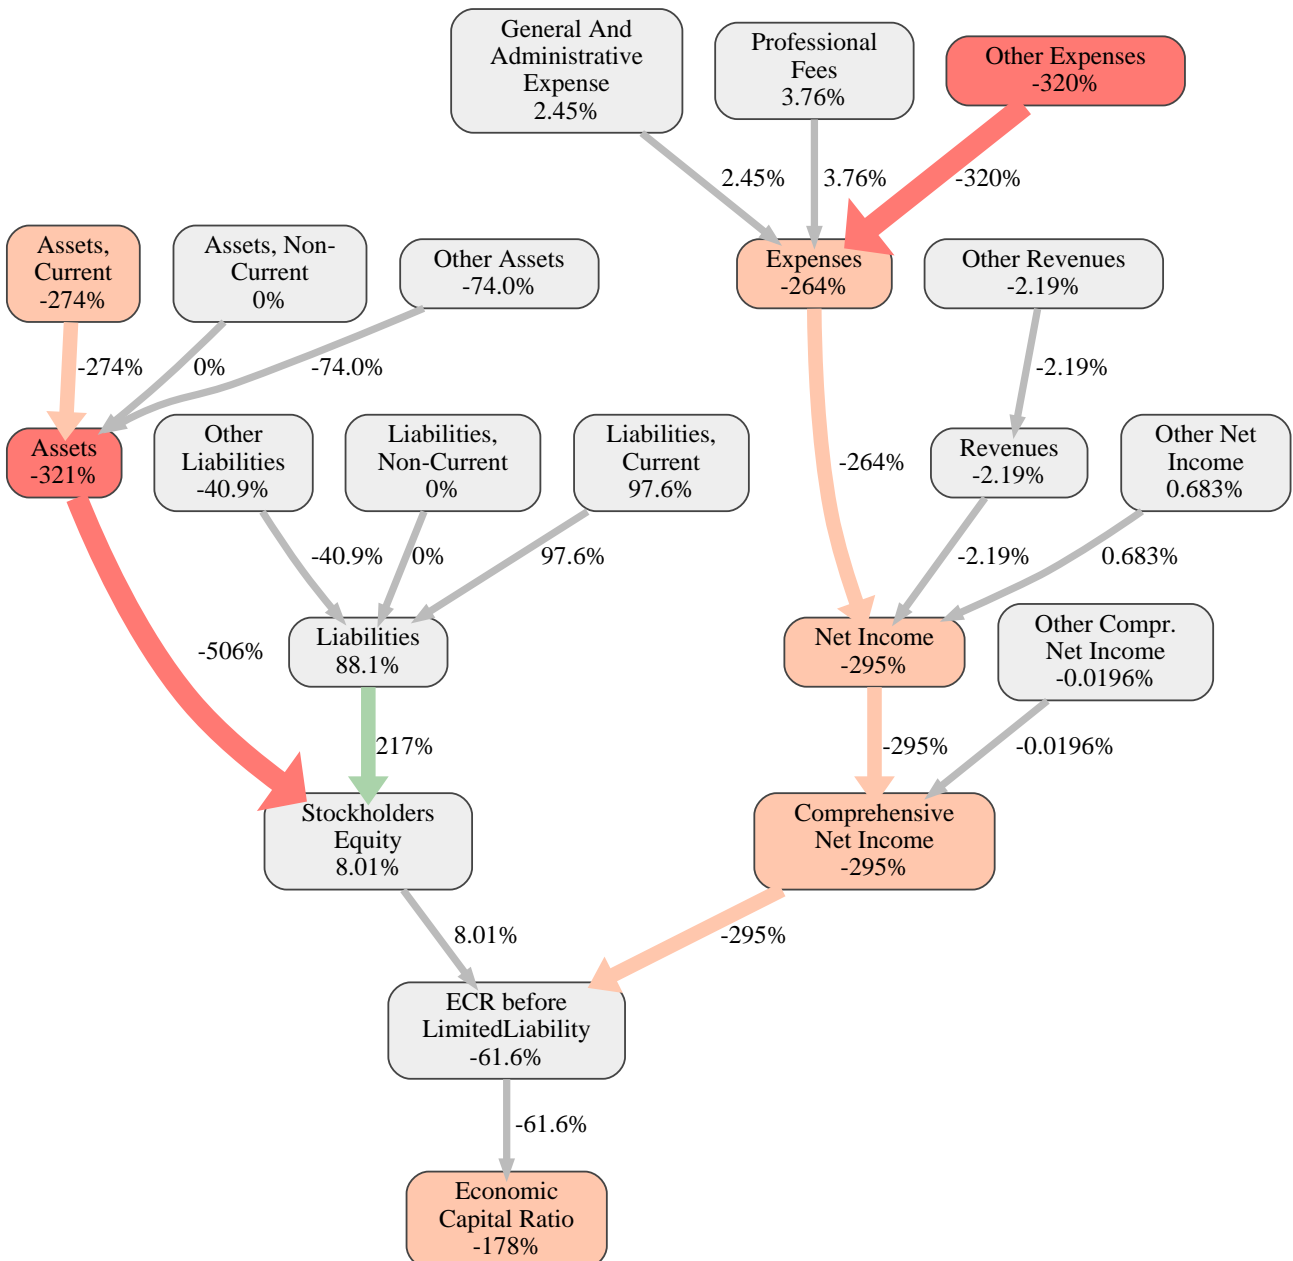 General And
Administrative
Expense
2.45%
Professional
Fees
3.76%
Other Expenses
-320%
2.45%
3.76%
-320%
Assets,
Current
-274%
Assets, Non-
Current
0%
Other Assets
-74.0%
Expenses
-264%
Other Revenues
-2.19%
-274%
0%
-74.0%
-2.19%
Assets
-321%
Other
Liabilities
-40.9%
Liabilities,
Non-Current
0%
Liabilities,
Current
97.6%
-264%
Revenues
-2.19%
Other Net
Income
0.683%
-40.9%
0%
97.6%
-2.19%
0.683%
-506%
Liabilities
88.1%
Net Income
-295%
Other Compr.
Net Income
-0.0196%
217%
-295%
-0.0196%
Stockholders
Equity
8.01%
Comprehensive
Net Income
-295%
8.01%
-295%
ECR before
LimitedLiability
-61.6%
-61.6%
Economic
Capital Ratio
-178%